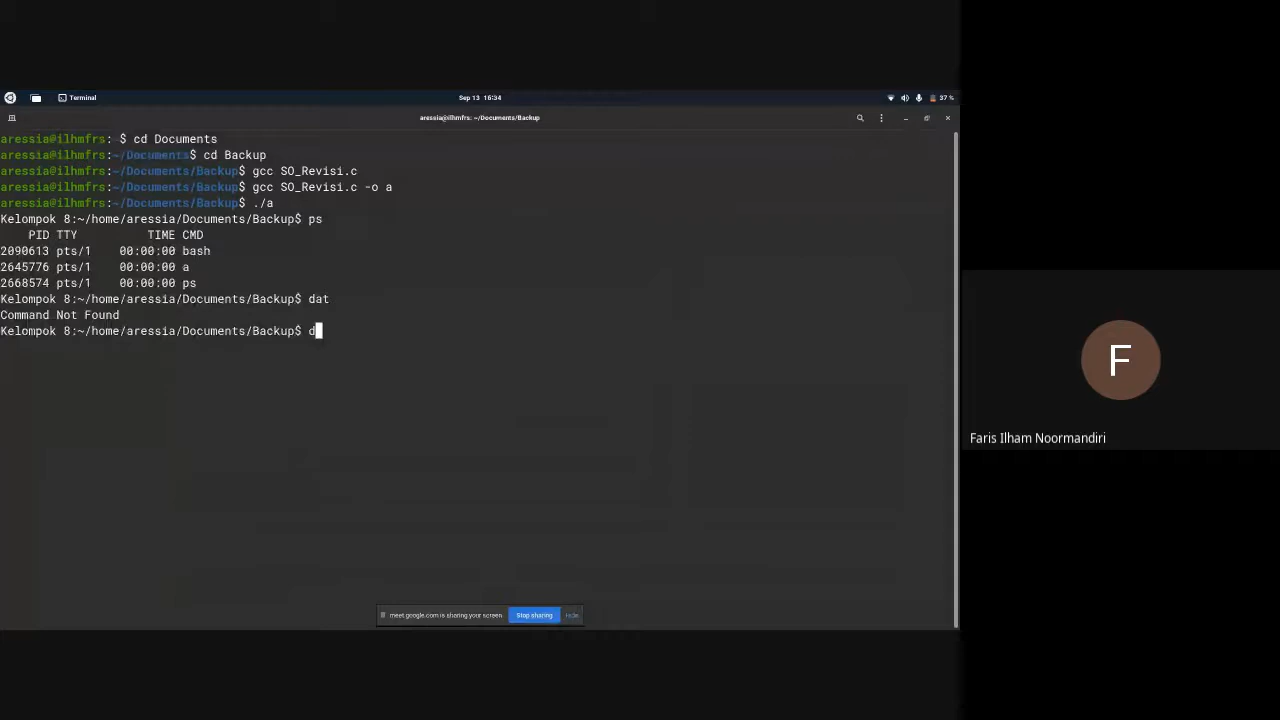 Terminal
Sep 13 16:34
37 %
aressia@ilhmfrs: ~/Documents/Backup
aressia@ilhmfrs: $ cd Documents
aressia@ilhmfrs:~/Documents$ cd Backup
aressia@ilhmfrs:~/Documents/Backup$ gcc SO_Revisi.c
aressia@ilhmfrs:~/Documents/Backup$ gcc SO_Revisi.c -o a
aressia@ilhmfrs:~/Documents/Backup$ ./a
Kelompok 8:~/home/aressia/Documents/Backup$ ps
PID TTY TIME CMD
2090613 pts/1 00:00:00 bash
2645776 pts/1 00:00:00 a
2668574 pts/1 00:00:00 ps
Kelompok 8:~/home/aressia/Documents/Backup$ dat
Command Not Found
Kelompok 8:~/home/aressia/Documents/Backup$ d
F
Faris Ilham Noormandiri
meet.google.com is sharing your screen.
Stop sharing
Hide